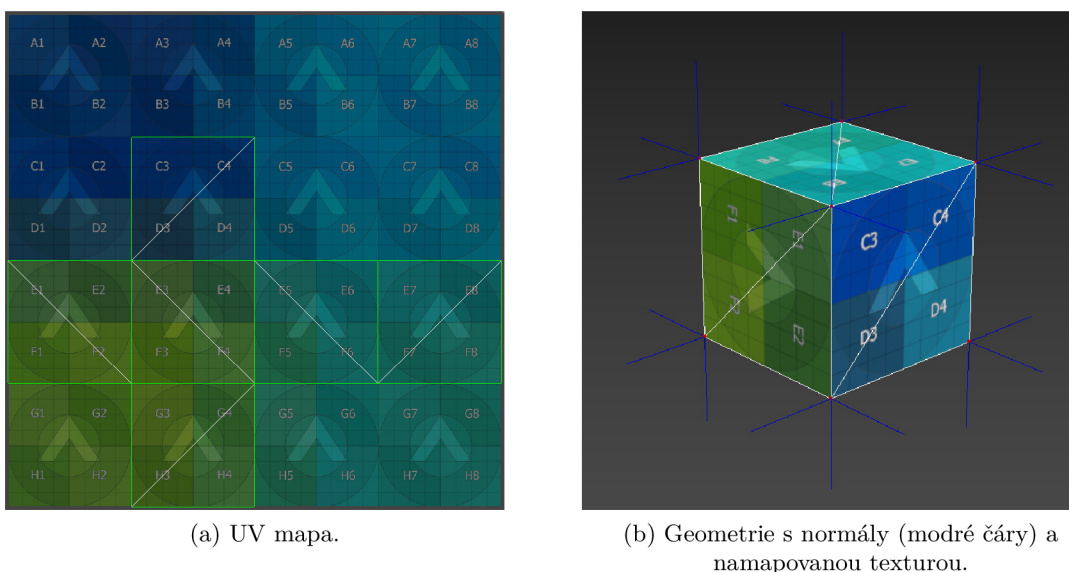 A1 A2 A3 A4 A5 A6 A7 A8
B1 B2 B3 B4 B5 B6 B7 B8
C1 C2 C3 C4 C5 C6 C7 C8
D1 D2 D3 D4 D5 D6 D7 D8
E1 E2 E3 E4 E5 E6 E7 E8
F1 F2 F3 F4 F5 F6 F7 F8
G1 G2 G3 G4 G5 G6 G7 G8
H1 H2 H3 H4 H5 H6 H7 H8
F1 E1
F2 E2
C3 C4
D3 D4
(a) UV mapa.
(b) Geometrie s normály (modré čáry) a
namapovanou texturou.